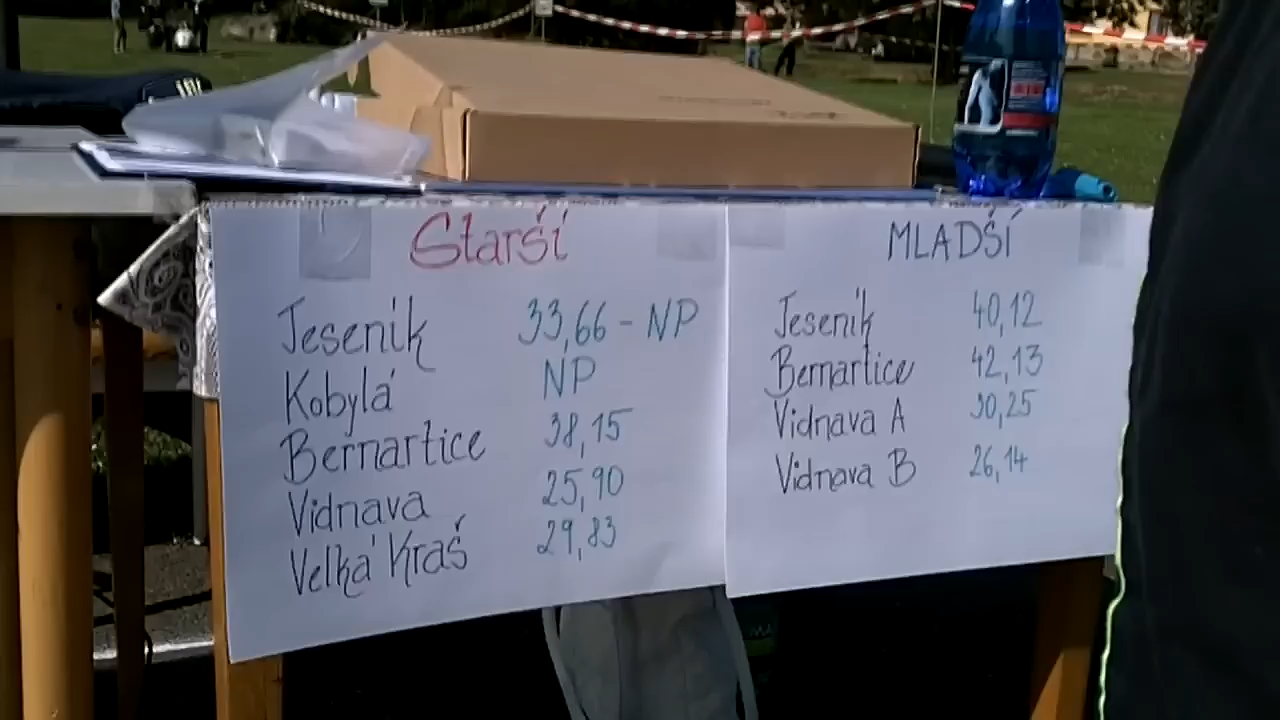 Starší
Jeseník 33,66 - NP
Kobylá NP
Bernartice 38,15
Vidnava 25,90
Velká Kraš 29,83
MLADŠÍ
Jeseník 40,12
Bernartice 42,13
Vidnava A 30,25
Vidnava B 26,14